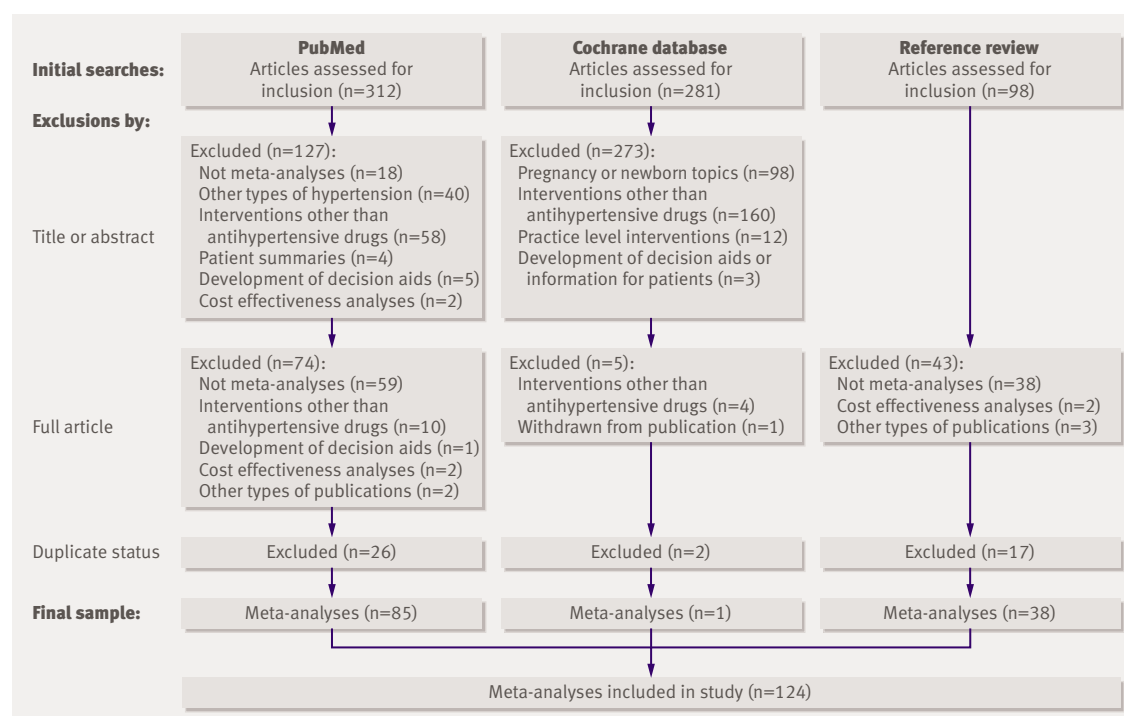 PubMed
Articles assessed for
inclusion (n=312)
Cochrane database
Articles assessed for
inclusion (n=281)
Reference review
Articles assessed for
inclusion (n=98)
Initial searches:
Exclusions by:
Title or abstract
Excluded (n=127):
Not meta-analyses (n=18)
Other types of hypertension (n=40)
Interventions other than
antihypertensive drugs (n=58)
Patient summaries (n=4)
Development of decision aids (n=5)
Cost effectiveness analyses (n=2)
Excluded (n=273):
Pregnancy or newborn topics (n=98)
Interventions other than
antihypertensive drugs (n=160)
Practice level interventions (n=12)
Development of decision aids or
information for patients (n=3)
Full article
Excluded (n=74):
Not meta-analyses (n=59)
Interventions other than
antihypertensive drugs (n=10)
Development of decision aids (n=1)
Cost effectiveness analyses (n=2)
Other types of publications (n=2)
Excluded (n=5):
Interventions other than
antihypertensive drugs (n=4)
Withdrawn from publication (n=1)
Excluded (n=43):
Not meta-analyses (n=38)
Cost effectiveness analyses (n=2)
Other types of publications (n=3)
Duplicate status
Excluded (n=26)
Excluded (n=2)
Excluded (n=17)
Final sample:
Meta-analyses (n=85)
Meta-analyses (n=1)
Meta-analyses (n=38)
Meta-analyses included in study (n=124)